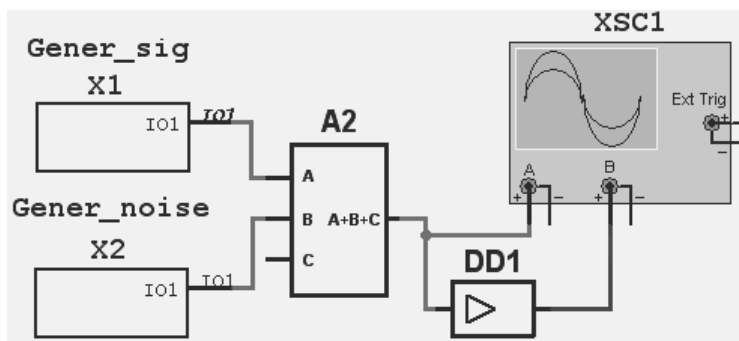 XSC1
Gener_sig
X1
IO1 IO1
Ext Trig
+
−
A2
A
B A+B+C
C
A B
+ − + −
Gener_noise
X2
IO1 IO1
DD1